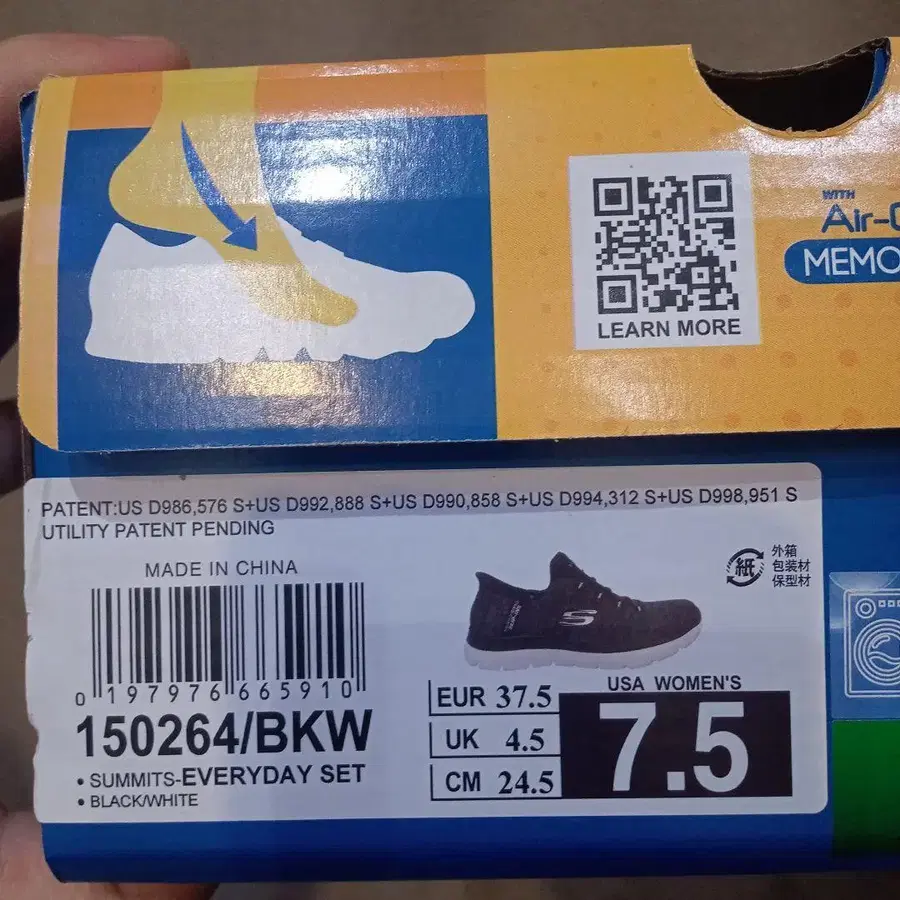 WITH
Air-C
MEMO
LEARN MORE
PATENT:US D986,576 S+US D992,888 S+US D990,858 S+US D994,312 S+US D998,951 S
UTILITY PATENT PENDING
MADE IN CHINA
0 197976 665910
150264/BKW
• SUMMITS-EVERYDAY SET
• BLACK/WHITE
紙
外箱
包装材
保型材
S
EUR 37.5
UK 4.5
CM 24.5
USA WOMEN'S
7.5